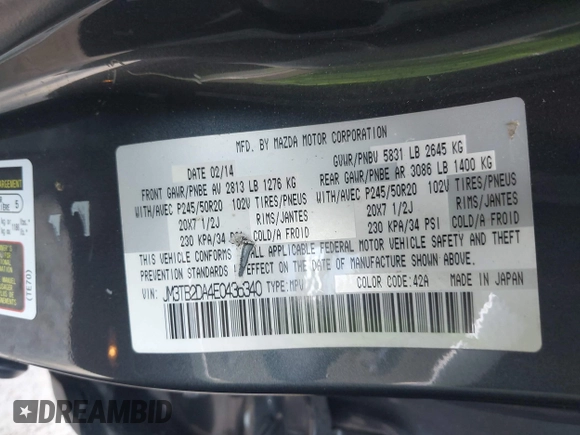 MFD. BY MAZDA MOTOR CORPORATION
DATE 02/14
GVWR/PNBV 5831 LB 2645 KG
FRONT GAWR/PNBE AV 2813 LB 1276 KG
REAR GAWR/PNBE AR 3086 LB 1400 KG
WITH/AVEC P245/50R20 102V TIRES/PNEUS
WITH/AVEC P245/50R20 102V TIRES/PNEUS
20X7 1/2J RIMS/JANTES
20X7 1/2J RIMS/JANTES
230 KPA/34 PSI COLD/A FROID
230 KPA/34 PSI COLD/A FROID
THIS VEHICLE CONFORMS ALL APPLICABLE FEDERAL MOTOR VEHICLE SAFETY AND THEFT
PREVENTION STANDARDS IN EFFECT ON THE DATE OF MANUFACTURE SHOWN ABOVE.
VIN: TYPE: MPV COLOR CODE: 42A MADE IN JAPAN
(TE70)
5
DREAMBID